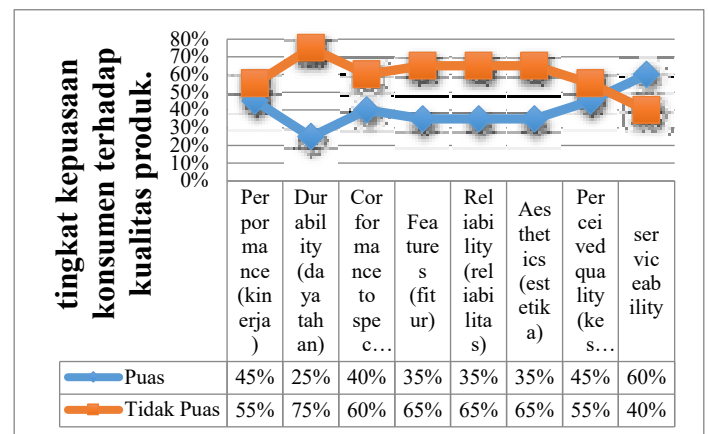 tingkat kepuasaan
konsumen terhadap
kualitas produk.
80%
70%
60%
50%
40%
30%
20%
10%
0%
Per
por
ma
nce
(kin
erja
)
Dur
abil
ity
(da
ya
tah
an)
Cor
for
ma
nce
to
spe
c…
Fea
ture
s
(fit
ur)
Rel
iabi
lity
(rel
iabi
lita
s)
Aes
thet
ics
(est
etik
a)
Per
cei
ved
qua
lity
(ke
s…
ser
vic
eab
ility
Puas 45% 25% 40% 35% 35% 35% 45% 60%
Tidak Puas 55% 75% 60% 65% 65% 65% 55% 40%